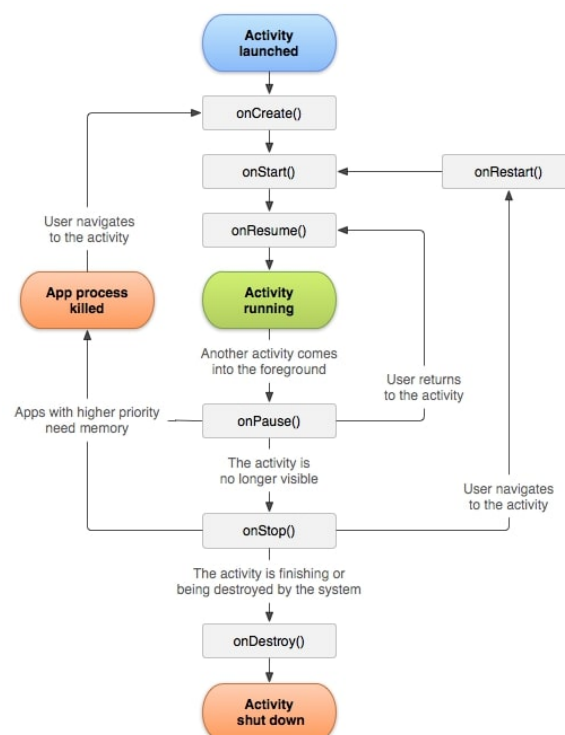 Activity
launched
onCreate()
onStart()
onRestart()
User navigates
to the activity
onResume()
App process
killed
Activity
running
Another activity comes
into the foreground
User returns
to the activity
Apps with higher priority
need memory
onPause()
The activity is
no longer visible
User navigates
to the activity
onStop()
The activity is finishing or
being destroyed by the system
onDestroy()
Activity
shut down